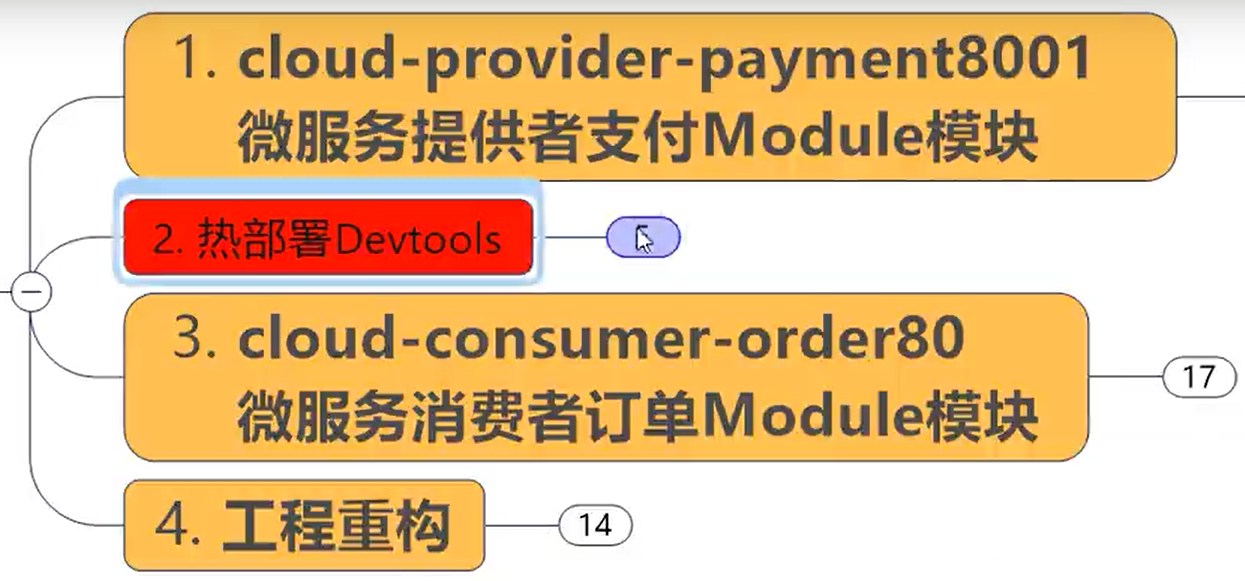 1. cloud-provider-payment8001
微服务提供者支付Module模块
2. 热部署Devtools
3. cloud-consumer-order80
微服务消费者订单Module模块
17
4. 工程重构
14